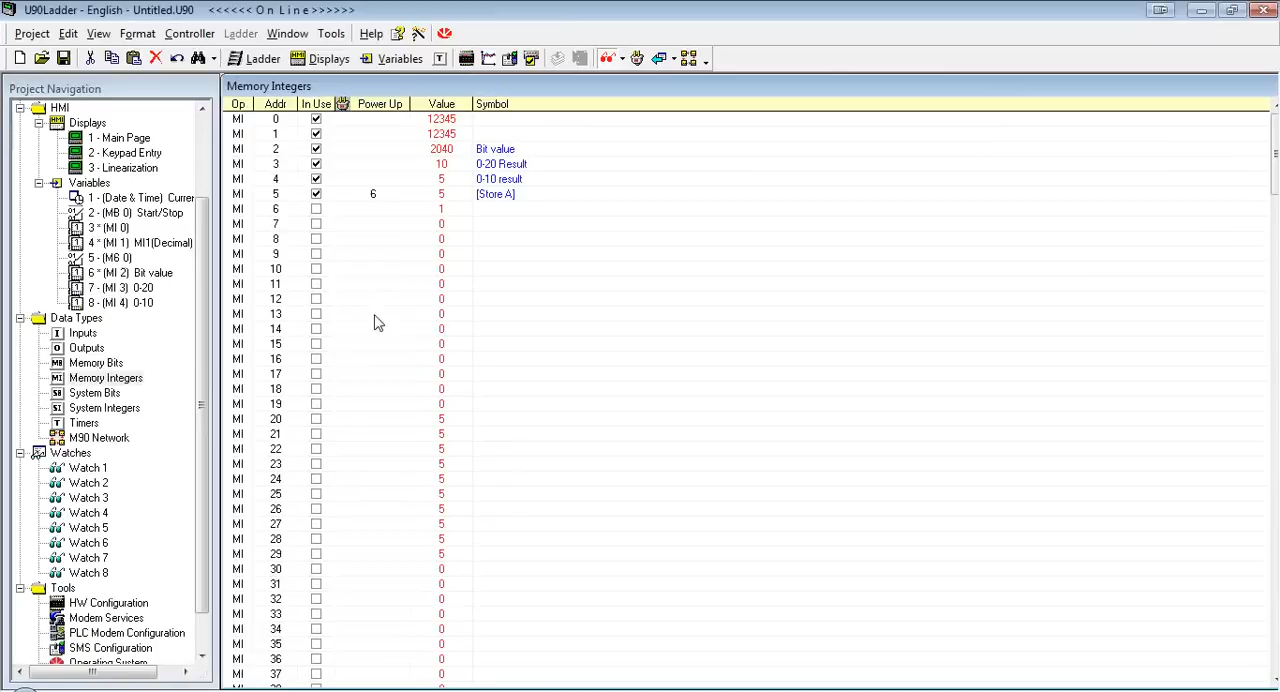 U90Ladder - English - Untitled.U90 <<<<<< O n L i n e >>>>>>
Project Edit View Format Controller Ladder Window Tools Help
Ladder Displays Variables T
Project Navigation
HMI
Displays
1 - Main Page
2 - Keypad Entry
3 - Linearization
Variables
1 - (Date & Time) Curre
2 - (MB 0) Start/Stop
3 * (MI 0)
4 * (MI 1) MI1(Decimal)
5 - (M6 0)
6 * (MI 2) Bit value
7 - (MI 3) 0-20
8 - (MI 4) 0-10
Data Types
I Inputs
O Outputs
MB Memory Bits
MI Memory Integers
SB System Bits
SI System Integers
T Timers
M90 Network
Watches
Watch 1
Watch 2
Watch 3
Watch 4
Watch 5
Watch 6
Watch 7
Watch 8
Tools
HW Configuration
Modem Services
PLC Modem Configuration
SMS Configuration
Operating System
Memory Integers
Op Addr In Use Power Up Value Symbol
MI 0 12345
MI 1 12345
MI 2 2040 Bit value
MI 3 10 0-20 Result
MI 4 5 0-10 result
MI 5 6 5 [Store A]
MI 6 1
MI 7 0
MI 8 0
MI 9 0
MI 10 0
MI 11 0
MI 12 0
MI 13 0
MI 14 0
MI 15 0
MI 16 0
MI 17 0
MI 18 0
MI 19 0
MI 20 5
MI 21 5
MI 22 5
MI 23 5
MI 24 5
MI 25 5
MI 26 5
MI 27 5
MI 28 5
MI 29 5
MI 30 0
MI 31 0
MI 32 0
MI 33 0
MI 34 0
MI 35 0
MI 36 0
MI 37 0